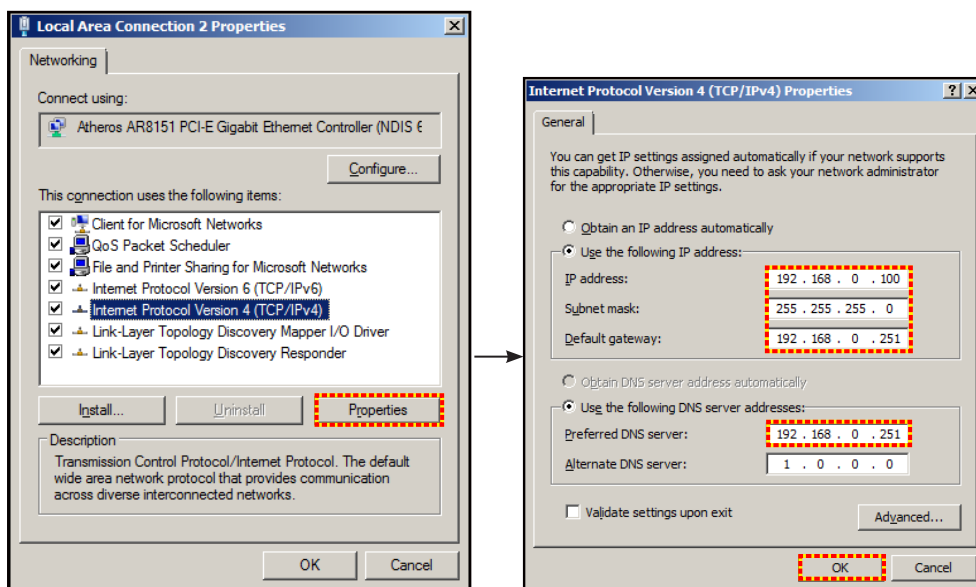 Local Area Connection 2 Properties
Networking
Connect using:
Atheros AR8151 PCI-E Gigabit Ethernet Controller (NDIS 6
Configure...
This connection uses the following items:
Client for Microsoft Networks
QoS Packet Scheduler
File and Printer Sharing for Microsoft Networks
Internet Protocol Version 6 (TCP/IPv6)
Internet Protocol Version 4 (TCP/IPv4)
Link-Layer Topology Discovery Mapper I/O Driver
Link-Layer Topology Discovery Responder
Install...
Uninstall
Properties
Description
Transmission Control Protocol/Internet Protocol. The default
wide area network protocol that provides communication
across diverse interconnected networks.
OK
Cancel
Internet Protocol Version 4 (TCP/IPv4) Properties
General
You can get IP settings assigned automatically if your network supports
this capability. Otherwise, you need to ask your network administrator
for the appropriate IP settings.
Obtain an IP address automatically
Use the following IP address:
IP address: 192 . 168 . 0 . 100
Subnet mask: 255 . 255 . 255 . 0
Default gateway: 192 . 168 . 0 . 251
Obtain DNS server address automatically
Use the following DNS server addresses:
Preferred DNS server: 192 . 168 . 0 . 251
Alternate DNS server: 1 . 0 . 0 . 0
Validate settings upon exit
Advanced...
OK
Cancel